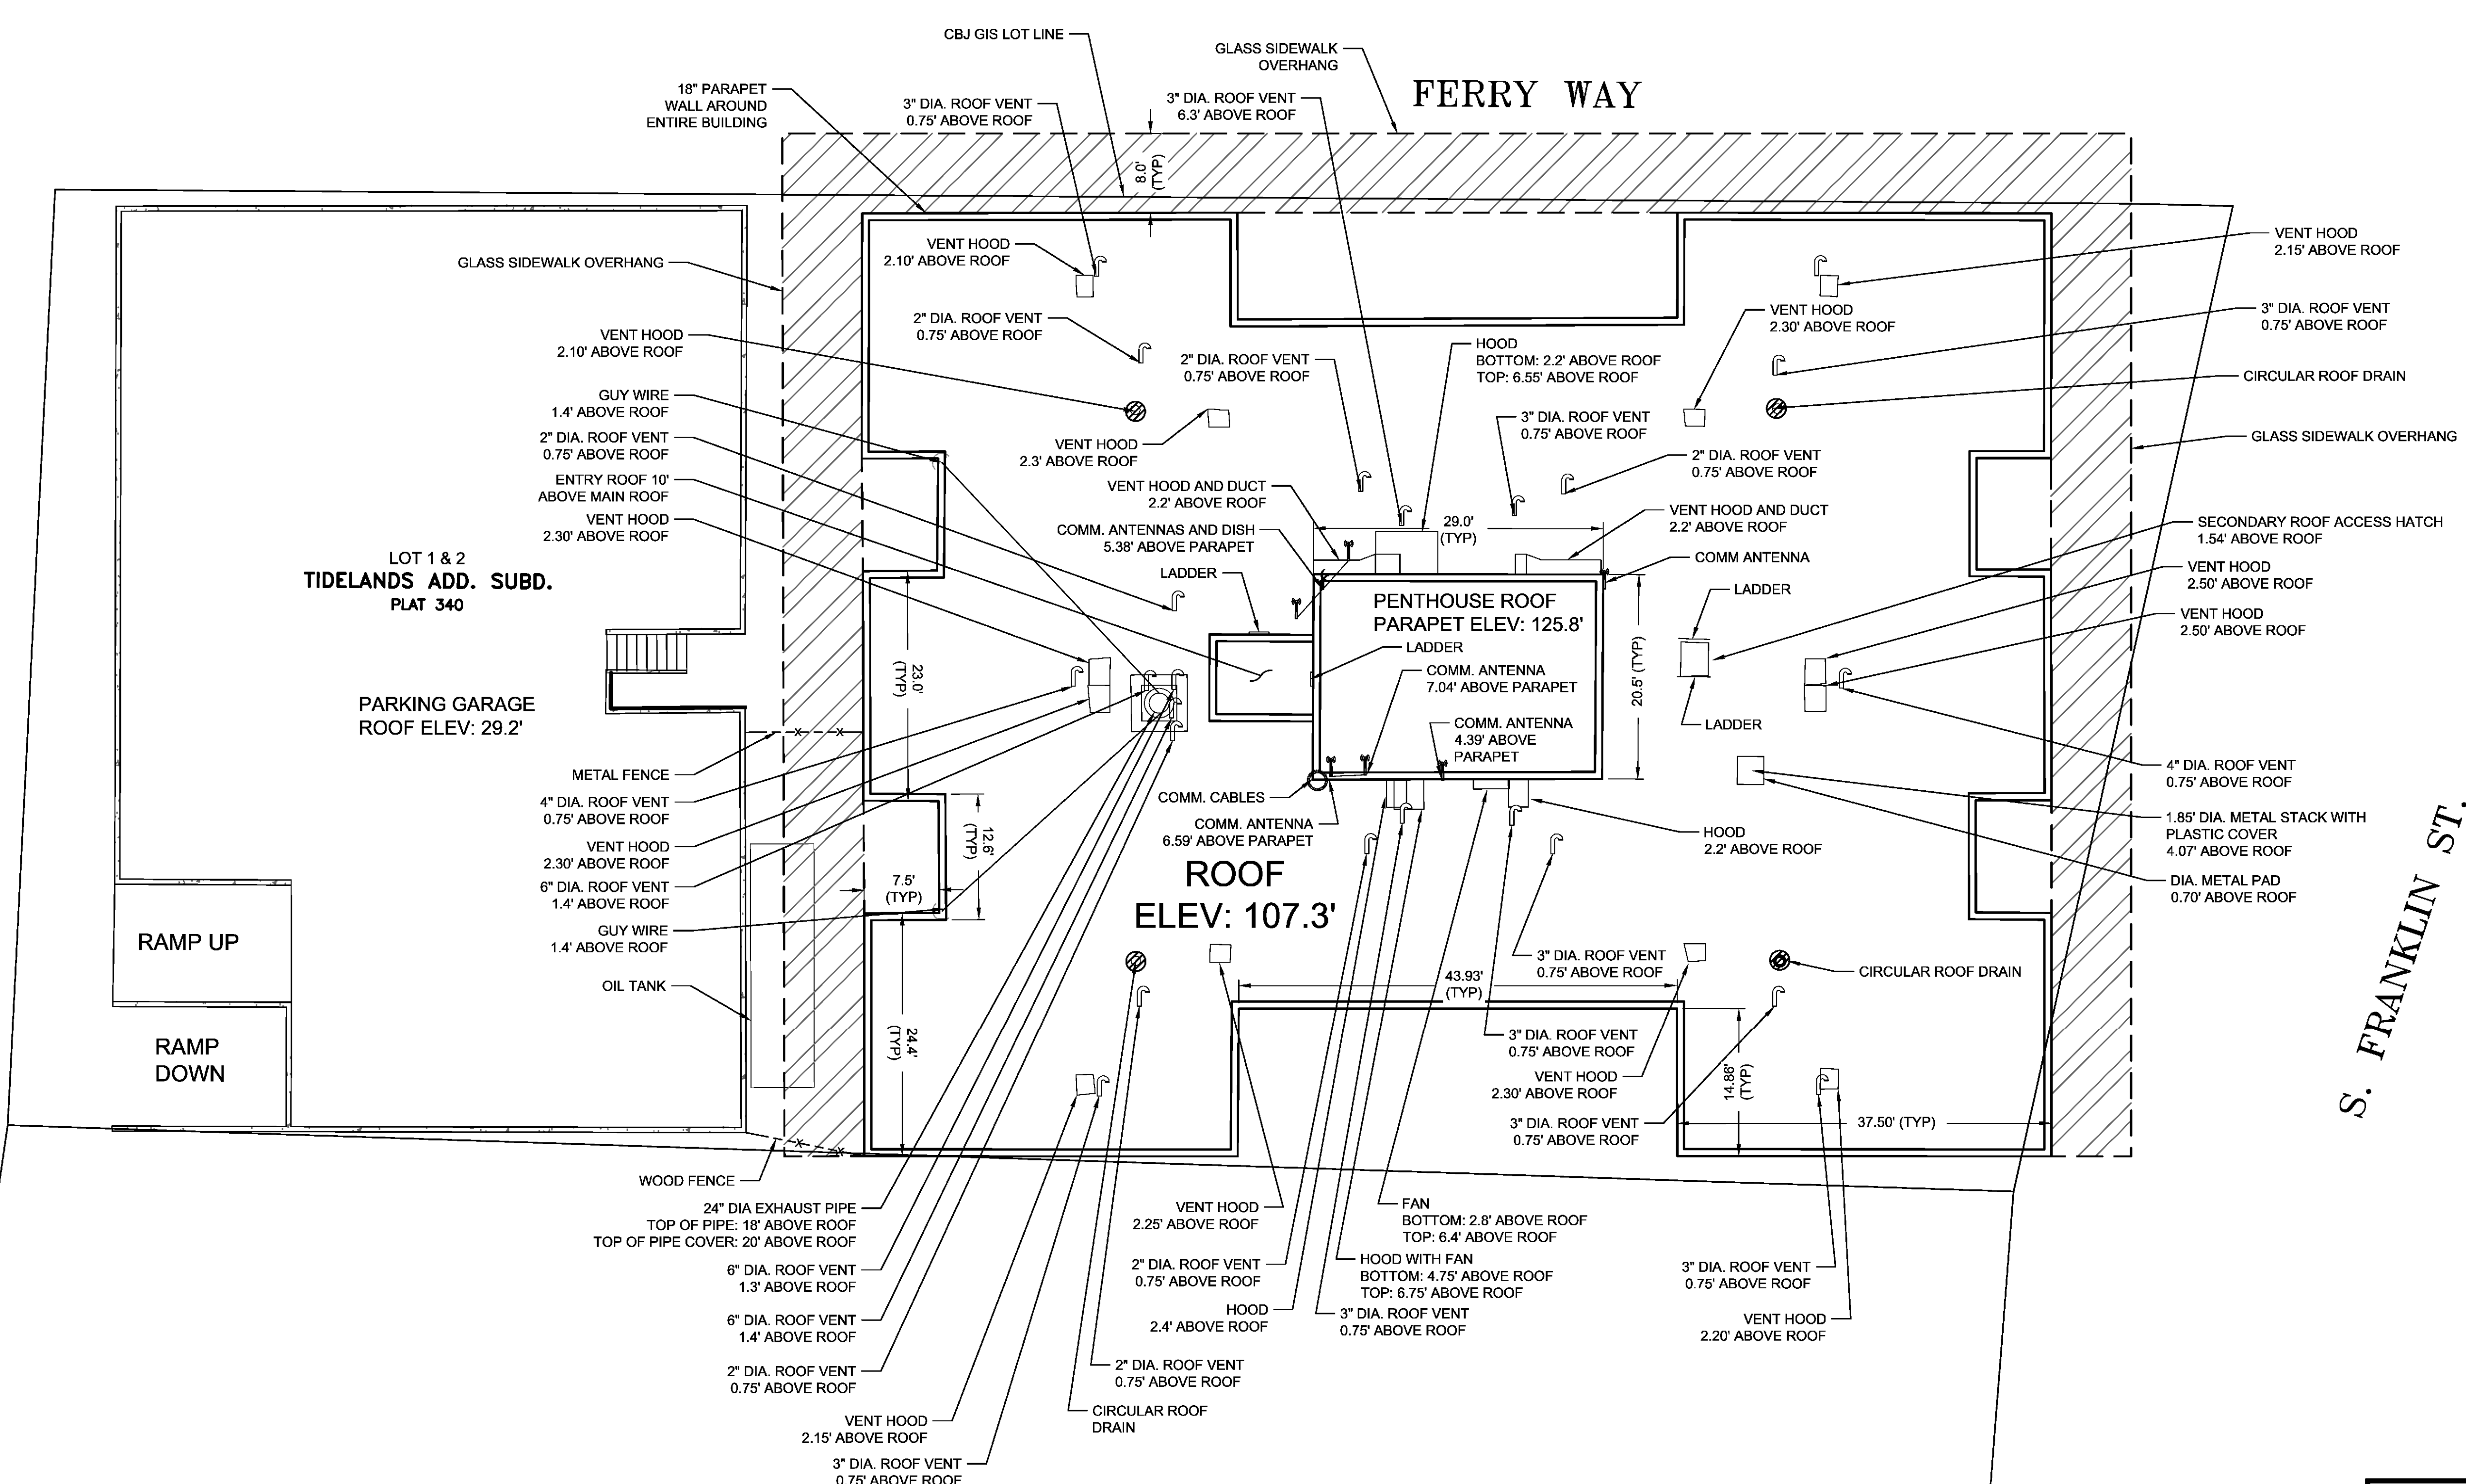 CBJ GIS LOT LINE
GLASS SIDEWALK
OVERHANG
FERRY WAY
18" PARAPET
WALL AROUND
ENTIRE BUILDING
3" DIA. ROOF VENT
0.75' ABOVE ROOF
3" DIA. ROOF VENT
6.3' ABOVE ROOF
8.0'
(TYP)
GLASS SIDEWALK OVERHANG
VENT HOOD
2.10' ABOVE ROOF
VENT HOOD
2.15' ABOVE ROOF
VENT HOOD
2.10' ABOVE ROOF
2" DIA. ROOF VENT
0.75' ABOVE ROOF
2" DIA. ROOF VENT
0.75' ABOVE ROOF
HOOD
BOTTOM: 2.2' ABOVE ROOF
TOP: 6.55' ABOVE ROOF
VENT HOOD
2.30' ABOVE ROOF
3" DIA. ROOF VENT
0.75' ABOVE ROOF
CIRCULAR ROOF DRAIN
GUY WIRE
1.4' ABOVE ROOF
2" DIA. ROOF VENT
0.75' ABOVE ROOF
ENTRY ROOF 10'
ABOVE MAIN ROOF
VENT HOOD
2.30' ABOVE ROOF
VENT HOOD
2.3' ABOVE ROOF
3" DIA. ROOF VENT
0.75' ABOVE ROOF
2" DIA. ROOF VENT
0.75' ABOVE ROOF
GLASS SIDEWALK OVERHANG
VENT HOOD AND DUCT
2.2' ABOVE ROOF
COMM. ANTENNAS AND DISH
5.38' ABOVE PARAPET
LADDER
29.0'
(TYP)
VENT HOOD AND DUCT
2.2' ABOVE ROOF
COMM ANTENNA
LADDER
SECONDARY ROOF ACCESS HATCH
1.54' ABOVE ROOF
VENT HOOD
2.50' ABOVE ROOF
VENT HOOD
2.50' ABOVE ROOF
LOT 1 & 2
TIDELANDS ADD. SUBD.
PLAT 340
PARKING GARAGE
ROOF ELEV: 29.2'
PENTHOUSE ROOF
PARAPET ELEV: 125.8'
LADDER
COMM. ANTENNA
7.04' ABOVE PARAPET
COMM. ANTENNA
4.39' ABOVE
PARAPET
20.5' (TYP)
LADDER
23.0'
(TYP)
METAL FENCE
4" DIA. ROOF VENT
0.75' ABOVE ROOF
VENT HOOD
2.30' ABOVE ROOF
6" DIA. ROOF VENT
1.4' ABOVE ROOF
GUY WIRE
1.4' ABOVE ROOF
OIL TANK
7.5'
(TYP)
12.6'
(TYP)
COMM. CABLES
COMM. ANTENNA
6.59' ABOVE PARAPET
ROOF
ELEV: 107.3'
HOOD
2.2' ABOVE ROOF
4" DIA. ROOF VENT
0.75' ABOVE ROOF
1.85' DIA. METAL STACK WITH
PLASTIC COVER
4.07' ABOVE ROOF
DIA. METAL PAD
0.70' ABOVE ROOF
S. FRANKLIN ST.
RAMP UP
RAMP
DOWN
24.4'
(TYP)
43.93'
(TYP)
3" DIA. ROOF VENT
0.75' ABOVE ROOF
CIRCULAR ROOF DRAIN
3" DIA. ROOF VENT
0.75' ABOVE ROOF
VENT HOOD
2.30' ABOVE ROOF
3" DIA. ROOF VENT
0.75' ABOVE ROOF
14.86'
(TYP)
37.50' (TYP)
WOOD FENCE
24" DIA EXHAUST PIPE
TOP OF PIPE: 18' ABOVE ROOF
TOP OF PIPE COVER: 20' ABOVE ROOF
6" DIA. ROOF VENT
1.3' ABOVE ROOF
6" DIA. ROOF VENT
1.4' ABOVE ROOF
2" DIA. ROOF VENT
0.75' ABOVE ROOF
VENT HOOD
2.15' ABOVE ROOF
3" DIA. ROOF VENT
0.75' ABOVE ROOF
VENT HOOD
2.25' ABOVE ROOF
2" DIA. ROOF VENT
0.75' ABOVE ROOF
HOOD
2.4' ABOVE ROOF
2" DIA. ROOF VENT
0.75' ABOVE ROOF
CIRCULAR ROOF
DRAIN
FAN
BOTTOM: 2.8' ABOVE ROOF
TOP: 6.4' ABOVE ROOF
HOOD WITH FAN
BOTTOM: 4.75' ABOVE ROOF
TOP: 6.75' ABOVE ROOF
3" DIA. ROOF VENT
0.75' ABOVE ROOF
3" DIA. ROOF VENT
0.75' ABOVE ROOF
VENT HOOD
2.20' ABOVE ROOF